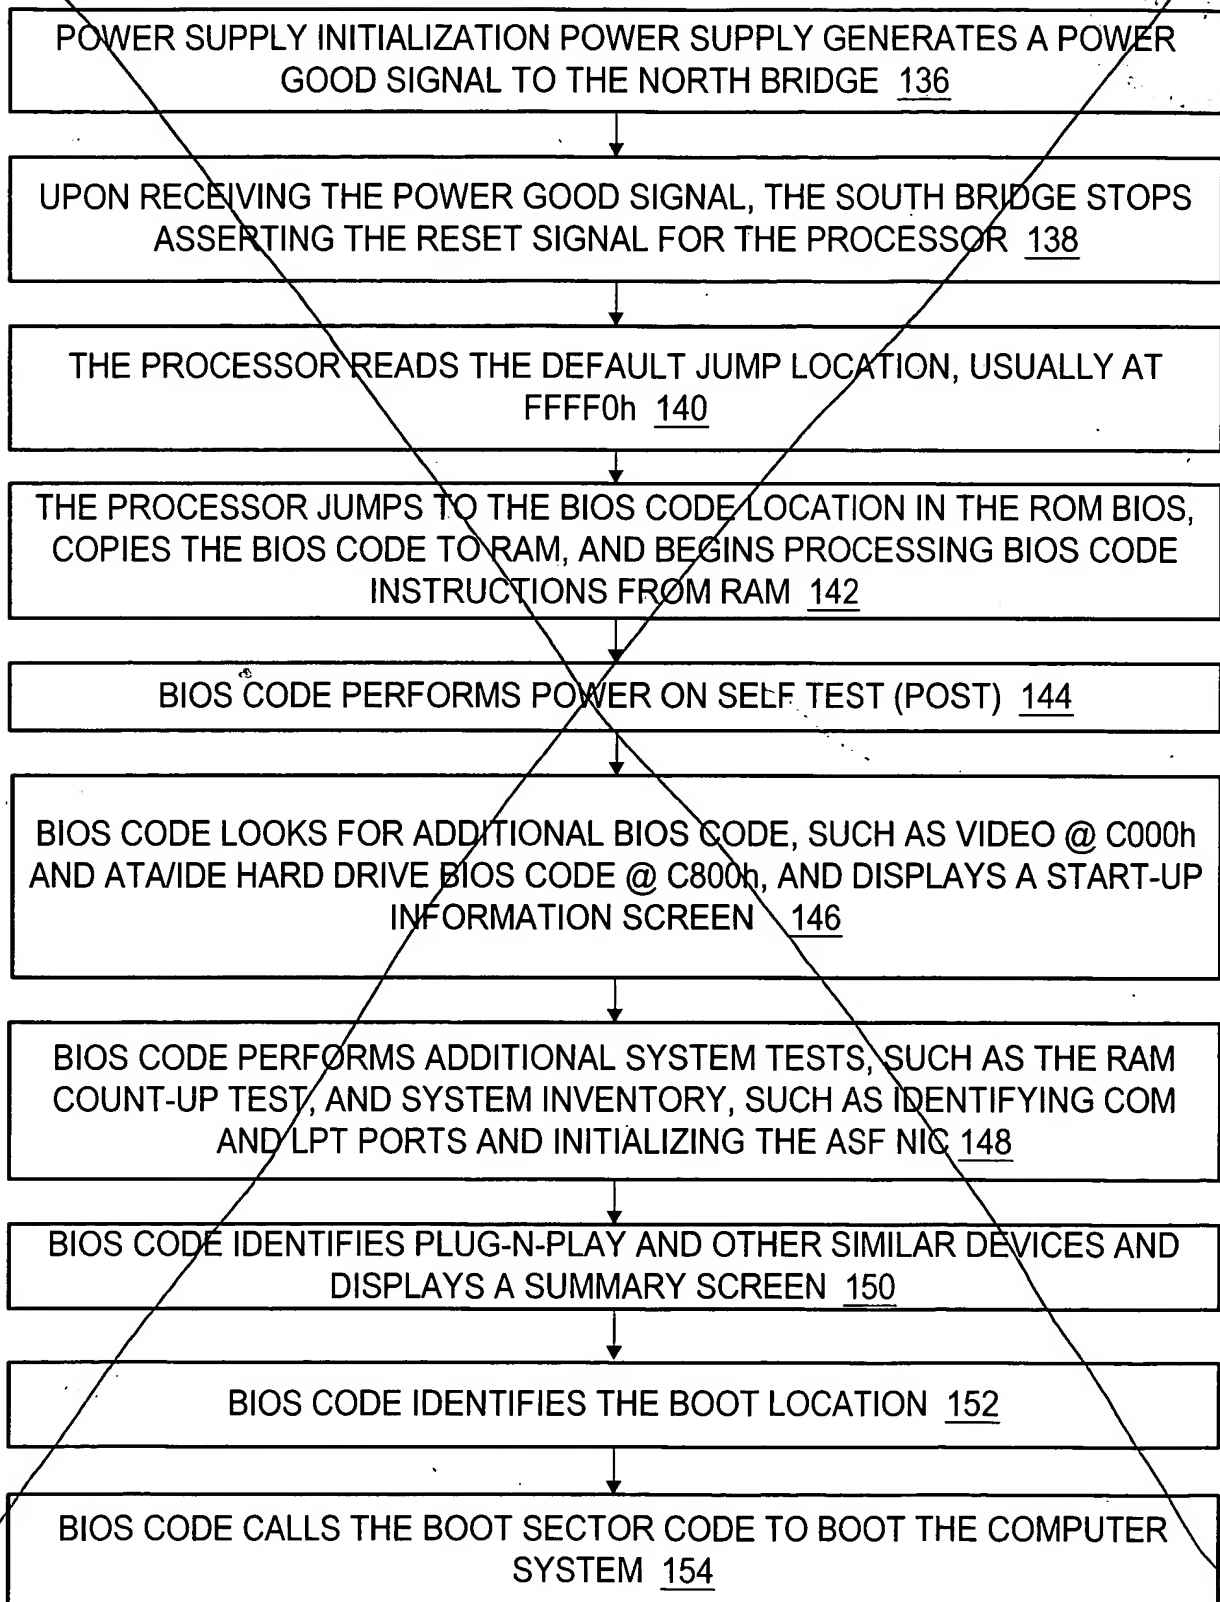 POWER SUPPLY INITIALIZATION POWER SUPPLY GENERATES A POWER
GOOD SIGNAL TO THE NORTH BRIDGE 136
UPON RECEIVING THE POWER GOOD SIGNAL, THE SOUTH BRIDGE STOPS
ASSERTING THE RESET SIGNAL FOR THE PROCESSOR 138
THE PROCESSOR READS THE DEFAULT JUMP LOCATION, USUALLY AT
FFFF0h 140
THE PROCESSOR JUMPS TO THE BIOS CODE LOCATION IN THE ROM BIOS,
COPIES THE BIOS CODE TO RAM, AND BEGINS PROCESSING BIOS CODE
INSTRUCTIONS FROM RAM 142
BIOS CODE PERFORMS POWER ON SELF TEST (POST) 144
BIOS CODE LOOKS FOR ADDITIONAL BIOS CODE, SUCH AS VIDEO @ C000h
AND ATA/IDE HARD DRIVE BIOS CODE @ C800h, AND DISPLAYS A START-UP
INFORMATION SCREEN 146
BIOS CODE PERFORMS ADDITIONAL SYSTEM TESTS, SUCH AS THE RAM
COUNT-UP TEST, AND SYSTEM INVENTORY, SUCH AS IDENTIFYING COM
AND LPT PORTS AND INITIALIZING THE ASF NIC 148
BIOS CODE IDENTIFIES PLUG-N-PLAY AND OTHER SIMILAR DEVICES AND
DISPLAYS A SUMMARY SCREEN 150
BIOS CODE IDENTIFIES THE BOOT LOCATION 152
BIOS CODE CALLS THE BOOT SECTOR CODE TO BOOT THE COMPUTER
SYSTEM 154